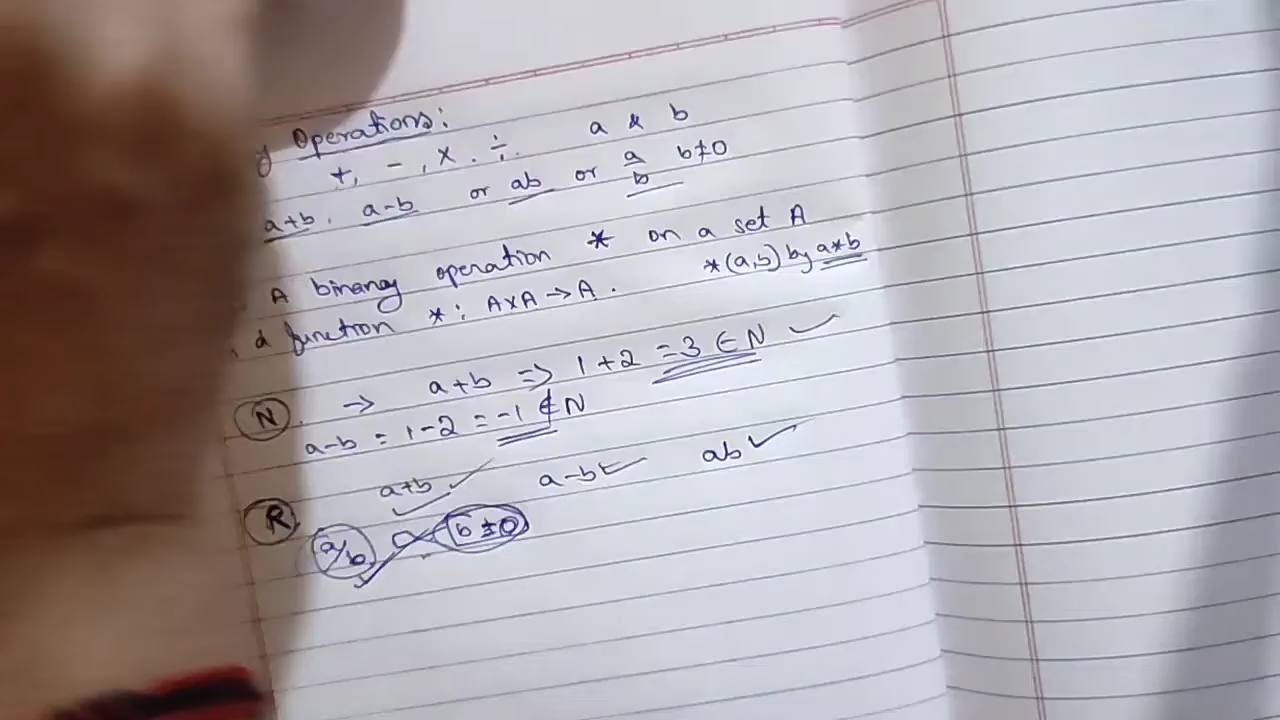 y Operations:
+, -, x . ÷. a & b
a+b, a-b or ab or a/b b≠0
A binary operation * on a set A
a function *: AxA → A. *(a,b) by a*b
N → a+b ⇒ 1+2 = 3 ∈ N ✓
a-b = 1-2 = -1 ∉ N
R a+b ✓ a-b ✓ ab ✓
a/b b≠0